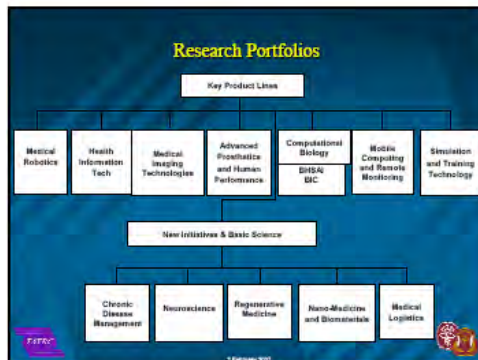 Research Portfolios
Key Product Lines
Medical
Robotics
Health
Information
Tech
Medical
Imaging
Technologies
Advanced
Prosthetics
and Human
Performance
Computational
Biology
BHSAI
BIC
Mobile
Computing
and Remote
Monitoring
Simulation
and Training
Technology
New Initiatives & Basic Science
Chronic
Disease
Management
Neuroscience
Regenerative
Medicine
Nano-Medicine
and Biomaterials
Medical
Logistics
TATRC